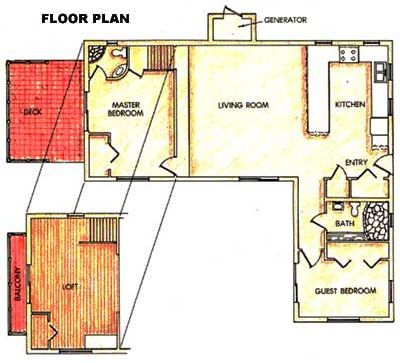 FLOOR PLAN
GENERATOR
DECK
MASTER
BEDROOM
LIVING ROOM
KITCHEN
ENTRY
BATH
BALCONY
LOFT
GUEST BEDROOM